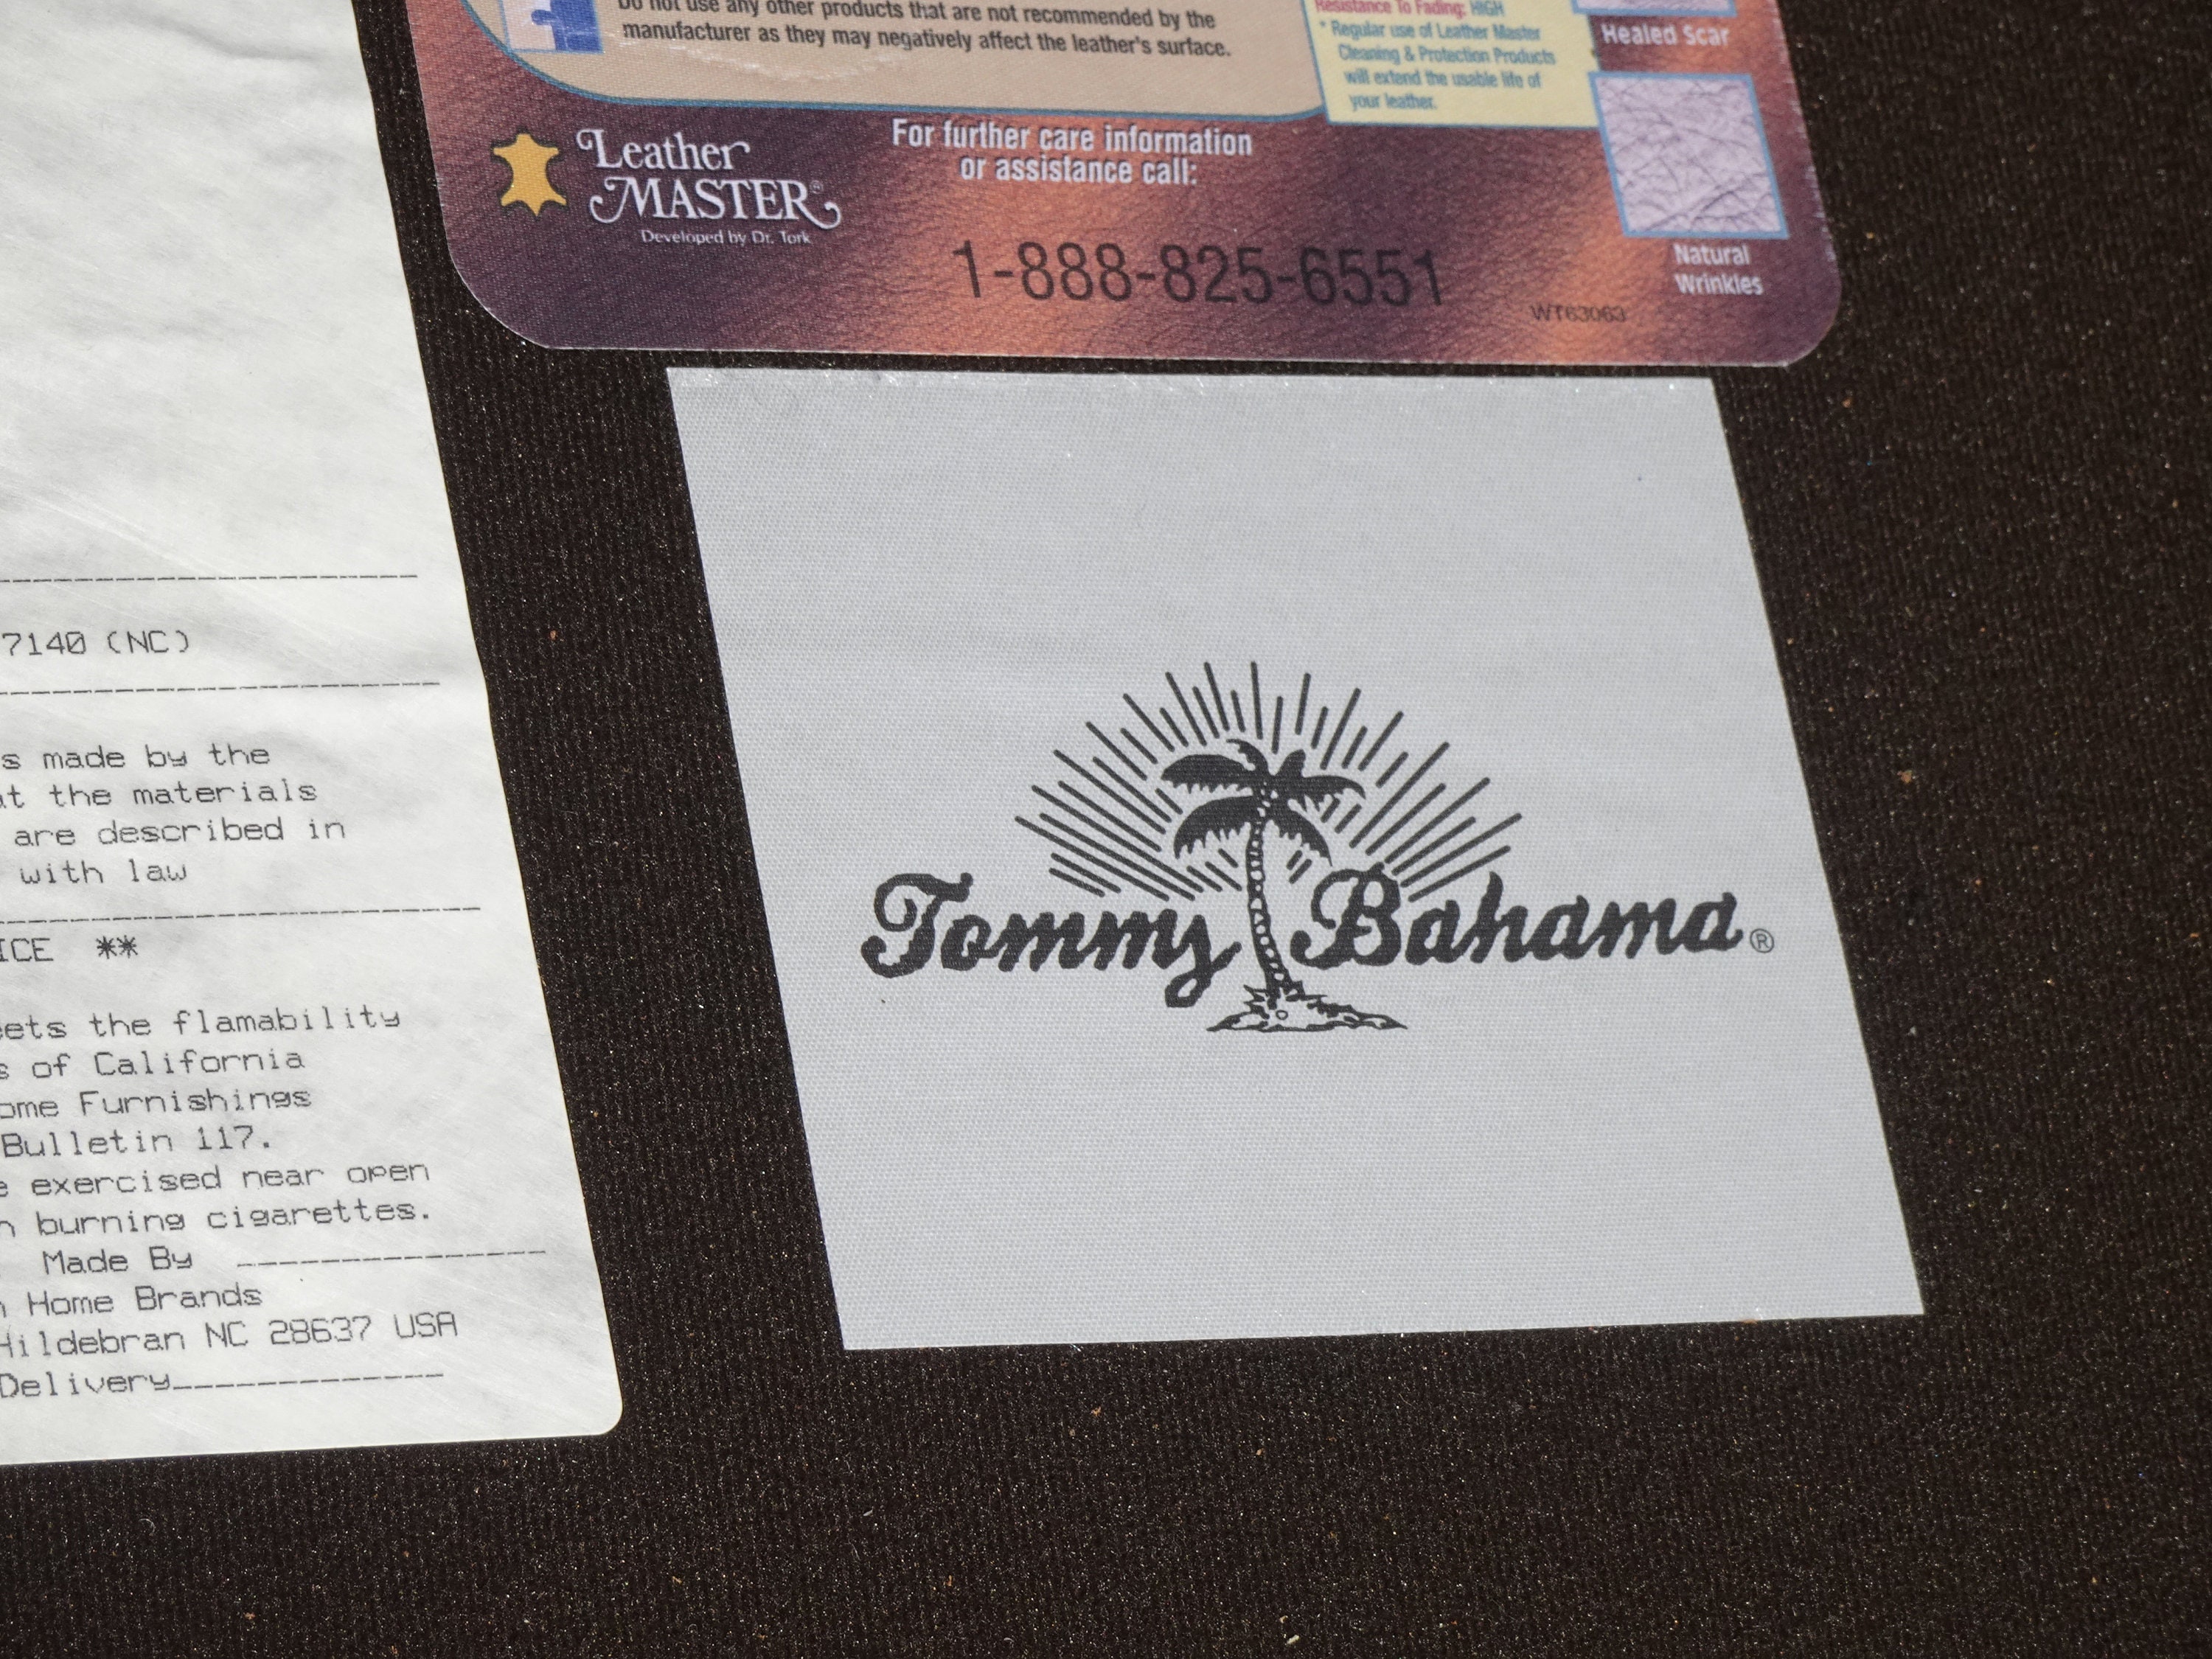 Do not use any other products that are not recommended by the
manufacturer as they may negatively affect the leather's surface.
Resistance To Fading: HIGH
* Regular use of Leather Master
Cleaning & Protection Products
will extend the usable life of
your leather.
Healed Scar
Natural
Wrinkles
Leather
MASTER®
Developed by Dr. Tork
For further care information
or assistance call:
1-888-825-6551
WT63063
Tommy Bahama®
7140 (NC)
s made by the
at the materials
are described in
with law
ICE **
eets the flamability
s of California
ome Furnishings
Bulletin 117.
e exercised near open
n burning cigarettes.
Made By
n Home Brands
Hildebran NC 28637 USA
Delivery